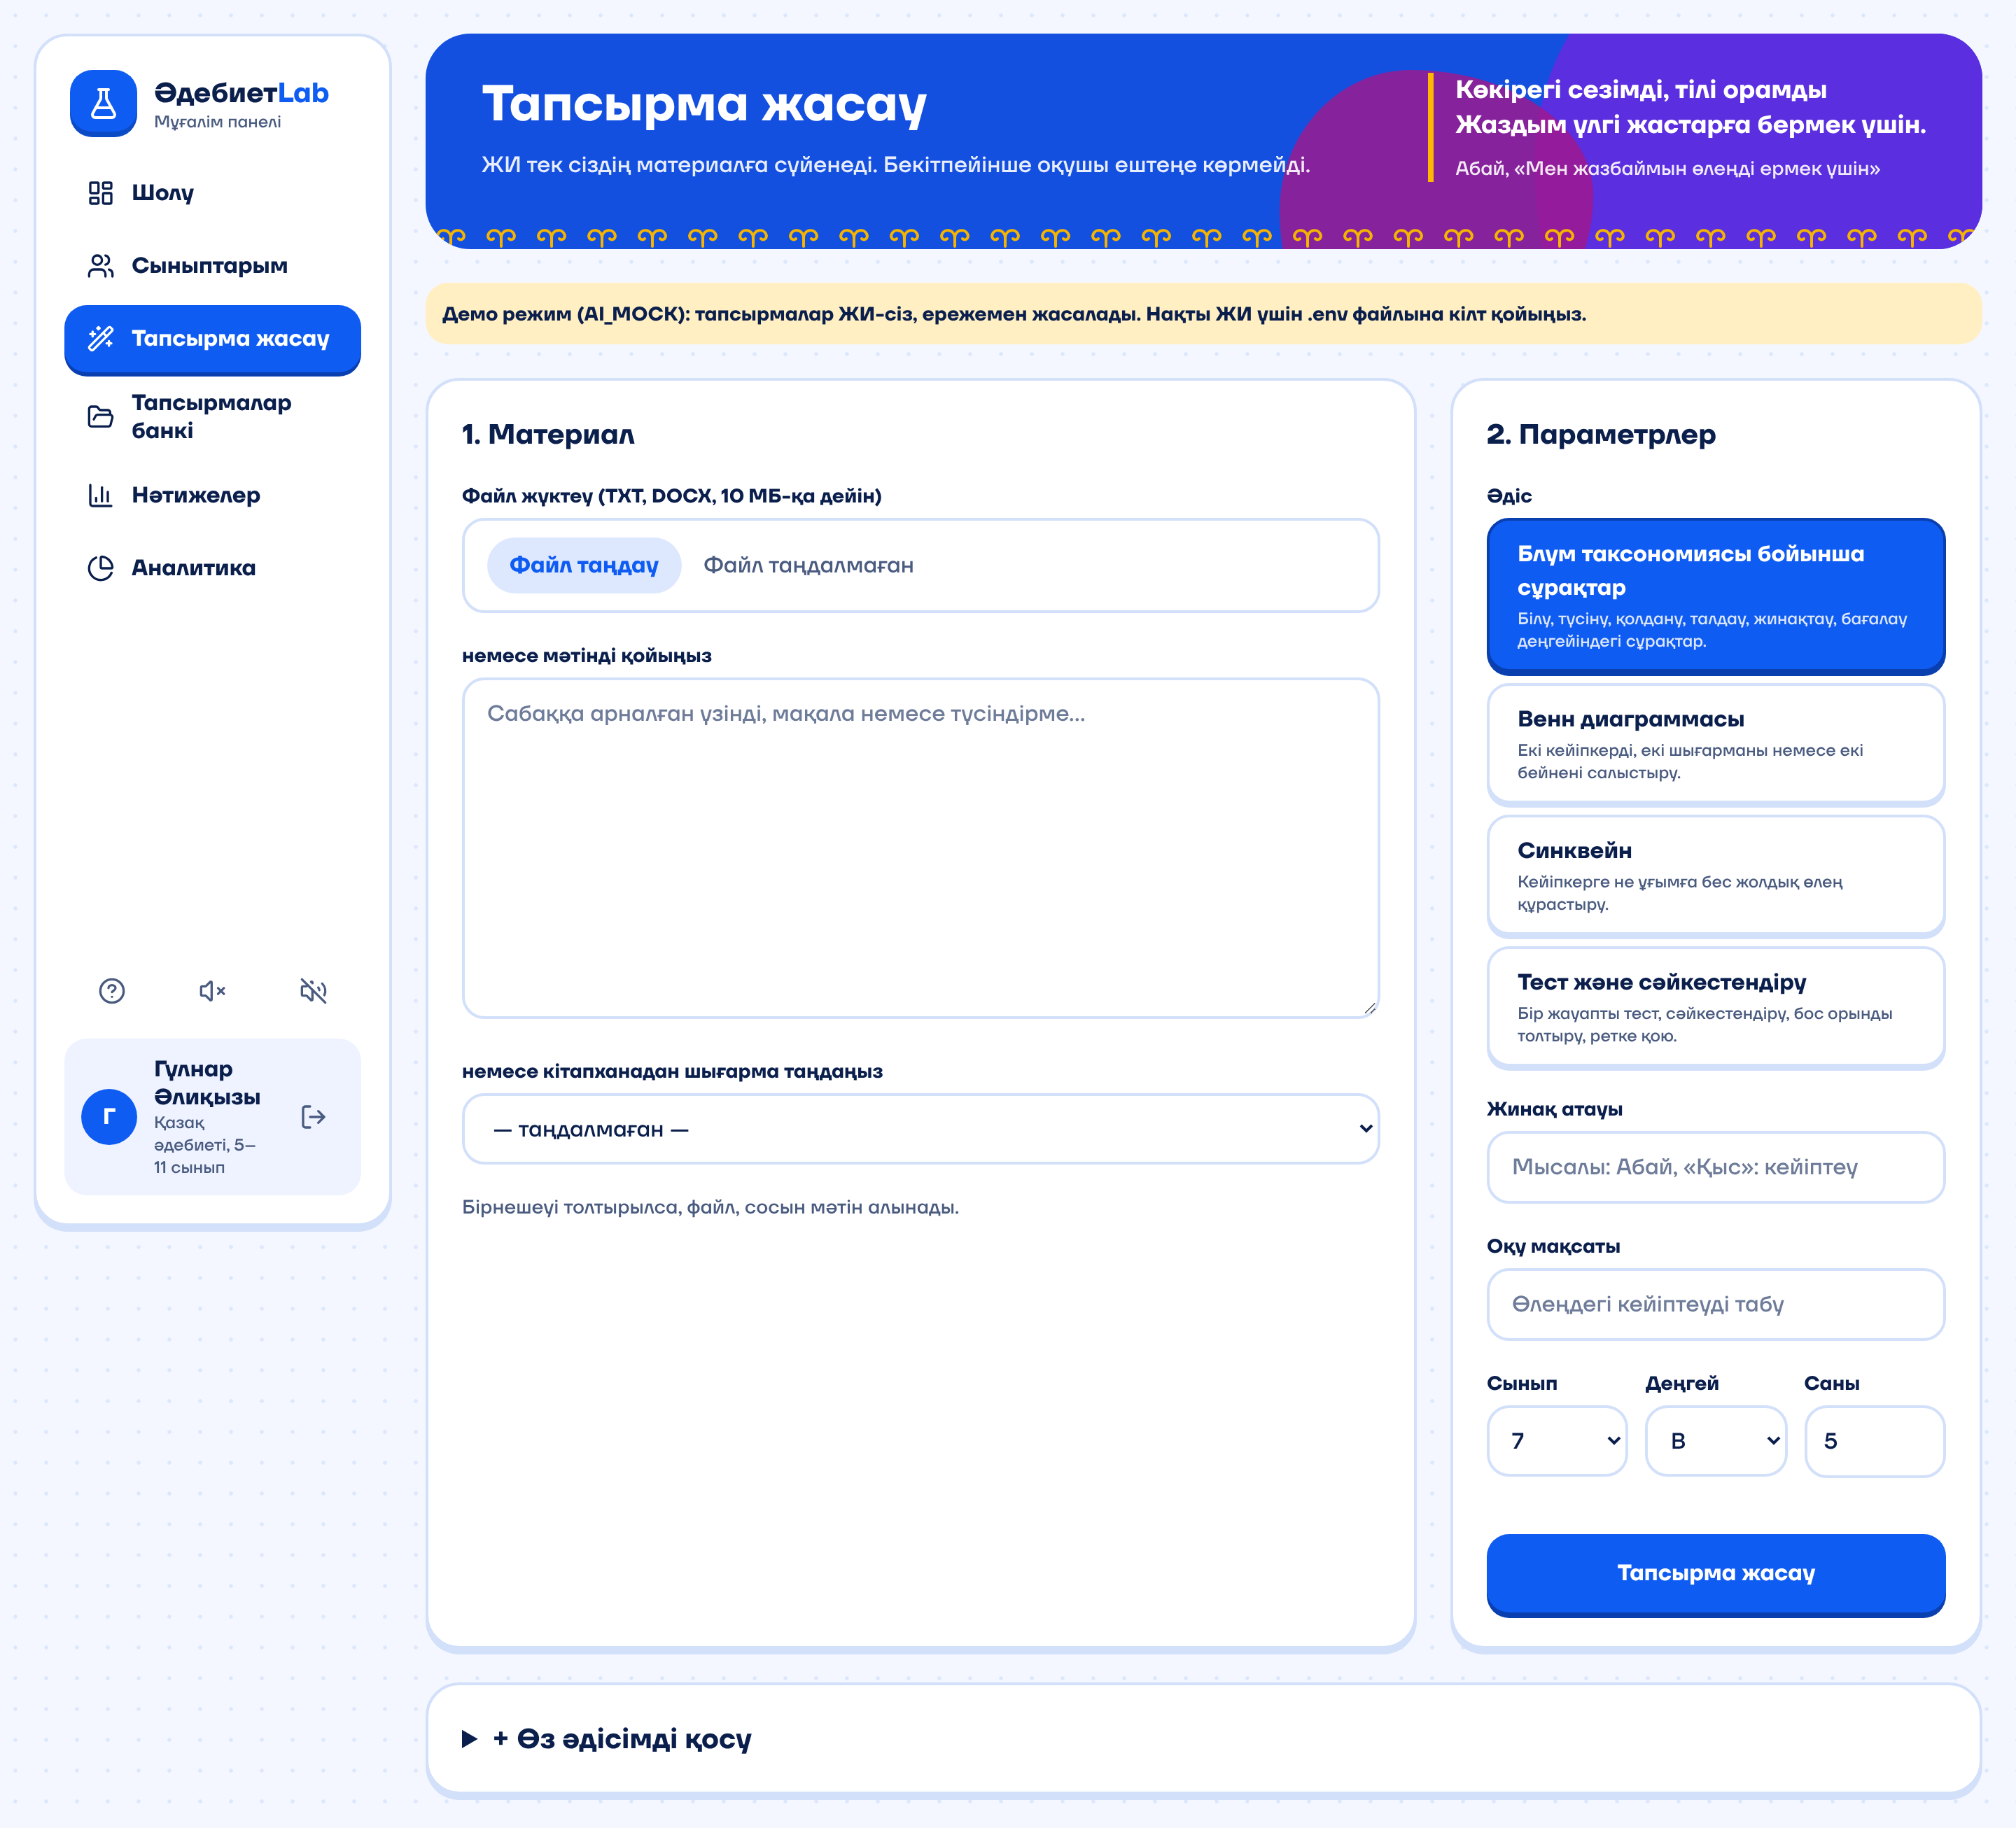 ӘдебиетLab
Мұғалім панелі
Шолу
Сыныптарым
Тапсырма жасау
Тапсырмалар
банкі
Нәтижелер
Аналитика
Г
Гүлнар
Әлиқызы
Қазақ
әдебиеті, 5–
11 сынып
Тапсырма жасау
ЖИ тек сіздің материалға сүйенеді. Бекітпейінше оқушы ештеңе көрмейді.
Көкірегі сезімді, тілі орамды
Жаздым үлгі жастарға бермек үшін.
Абай, «Мен жазбаймын өлеңді ермек үшін»
Демо режим (AI_MOCK): тапсырмалар ЖИ-сіз, ережемен жасалады. Нақты ЖИ үшін .env файлына кілт қойыңыз.
1. Материал
Файл жүктеу (TXT, DOCX, 10 МБ-қа дейін)
Файл таңдау Файл таңдалмаған
немесе мәтінді қойыңыз
Сабаққа арналған үзінді, мақала немесе түсіндірме...
немесе кітапханадан шығарма таңдаңыз
— таңдалмаған —
Бірнешеуі толтырылса, файл, сосын мәтін алынады.
2. Параметрлер
Әдіс
Блум таксономиясы бойынша
сұрақтар
Білу, түсіну, қолдану, талдау, жинақтау, бағалау
деңгейіндегі сұрақтар.
Венн диаграммасы
Екі кейіпкерді, екі шығарманы немесе екі
бейнені салыстыру.
Синквейн
Кейіпкерге не ұғымға бес жолдық өлең
құрастыру.
Тест және сәйкестендіру
Бір жауапты тест, сәйкестендіру, бос орынды
толтыру, ретке қою.
Жинақ атауы
Мысалы: Абай, «Қыс»: кейіптеу
Оқу мақсаты
Өлеңдегі кейіптеуді табу
Сынып Деңгей Саны
7 B 5
Тапсырма жасау
+ Өз әдісімді қосу